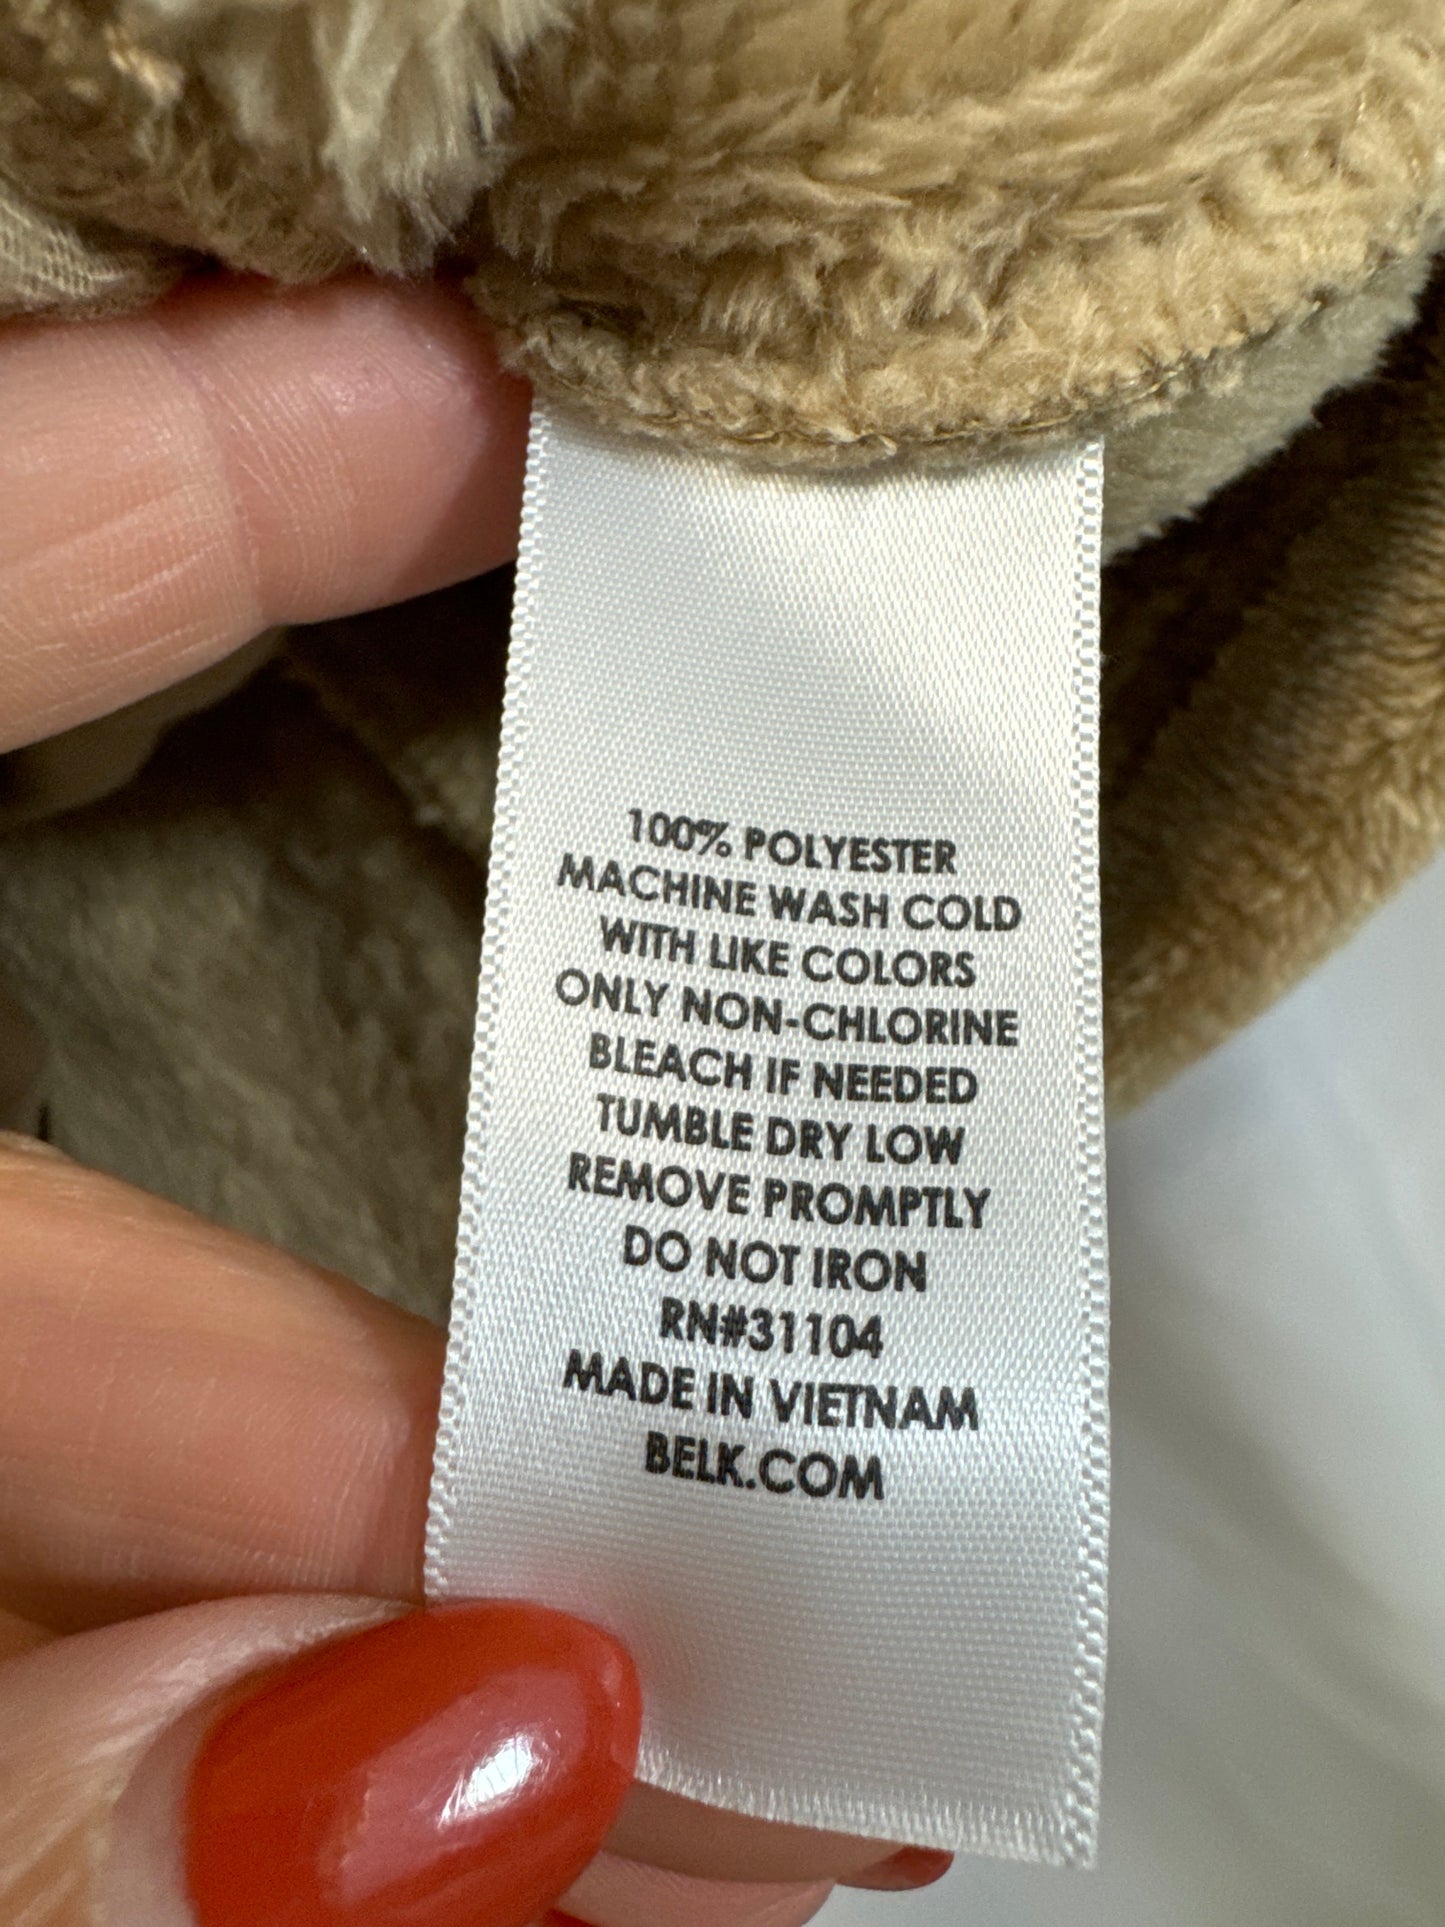 100% POLYESTER
MACHINE WASH COLD
WITH LIKE COLORS
ONLY NON-CHLORINE
BLEACH IF NEEDED
TUMBLE DRY LOW
REMOVE PROMPTLY
DO NOT IRON
RN#31104
MADE IN VIETNAM
BELK.COM